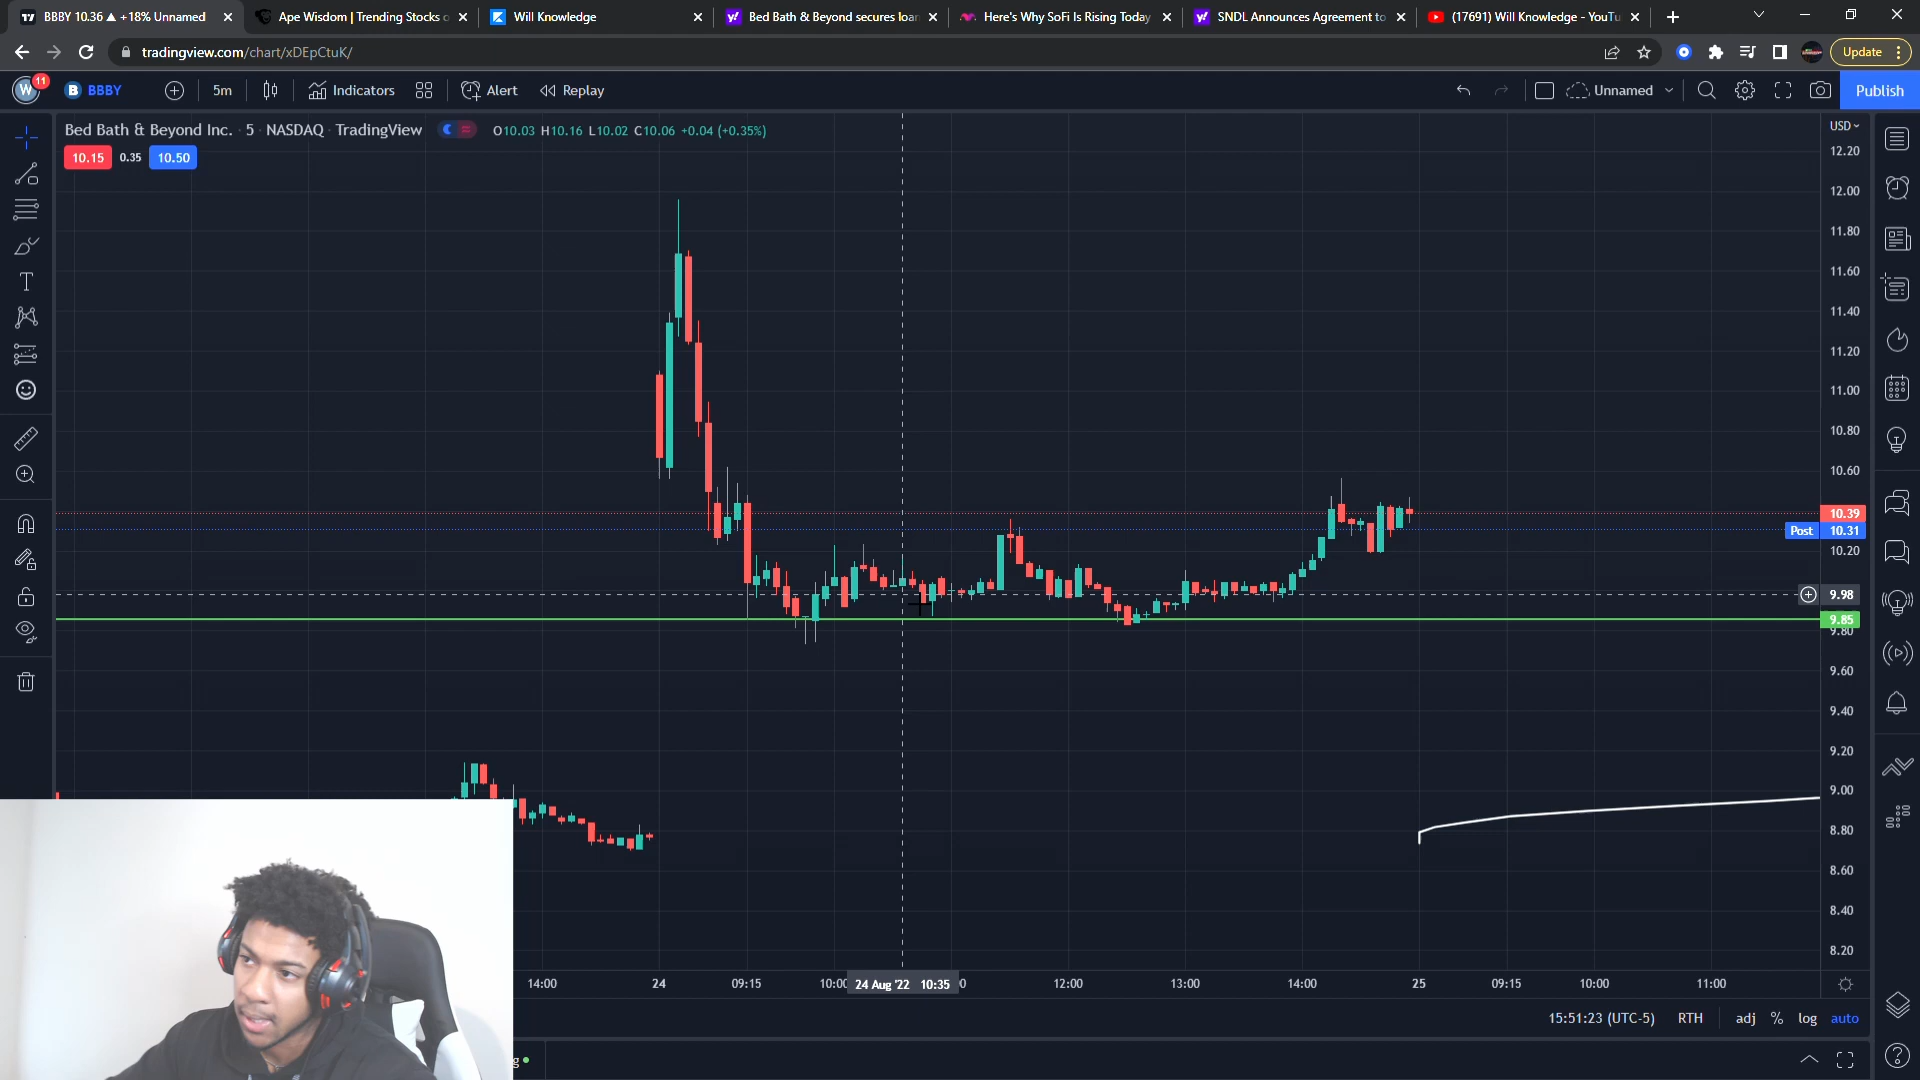 BBBY 10.36 ▲ +18% Unnamed
Ape Wisdom | Trending Stocks o
Will Knowledge
Bed Bath & Beyond secures loan
Here's Why SoFi Is Rising Today
SNDL Announces Agreement to
(17691) Will Knowledge - YouTu
tradingview.com/chart/xDEpCtuK/
Update
W 11
B BBBY
5m
Indicators
Alert
Replay
Unnamed
Publish
Bed Bath & Beyond Inc. · 5 · NASDAQ · TradingView
O10.03 H10.16 L10.02 C10.06 +0.04 (+0.35%)
USD
10.15 0.35 10.50
12.20
12.00
11.80
11.60
11.40
11.20
11.00
10.80
10.60
10.39
Post 10.31
10.20
9.98
9.85
9.80
9.60
9.40
9.20
9.00
8.80
8.60
8.40
8.20
14:00 24 09:15 10:00 24 Aug '22 10:35 12:00 13:00 14:00 25 09:15 10:00 11:00
15:51:23 (UTC-5) RTH adj % log auto